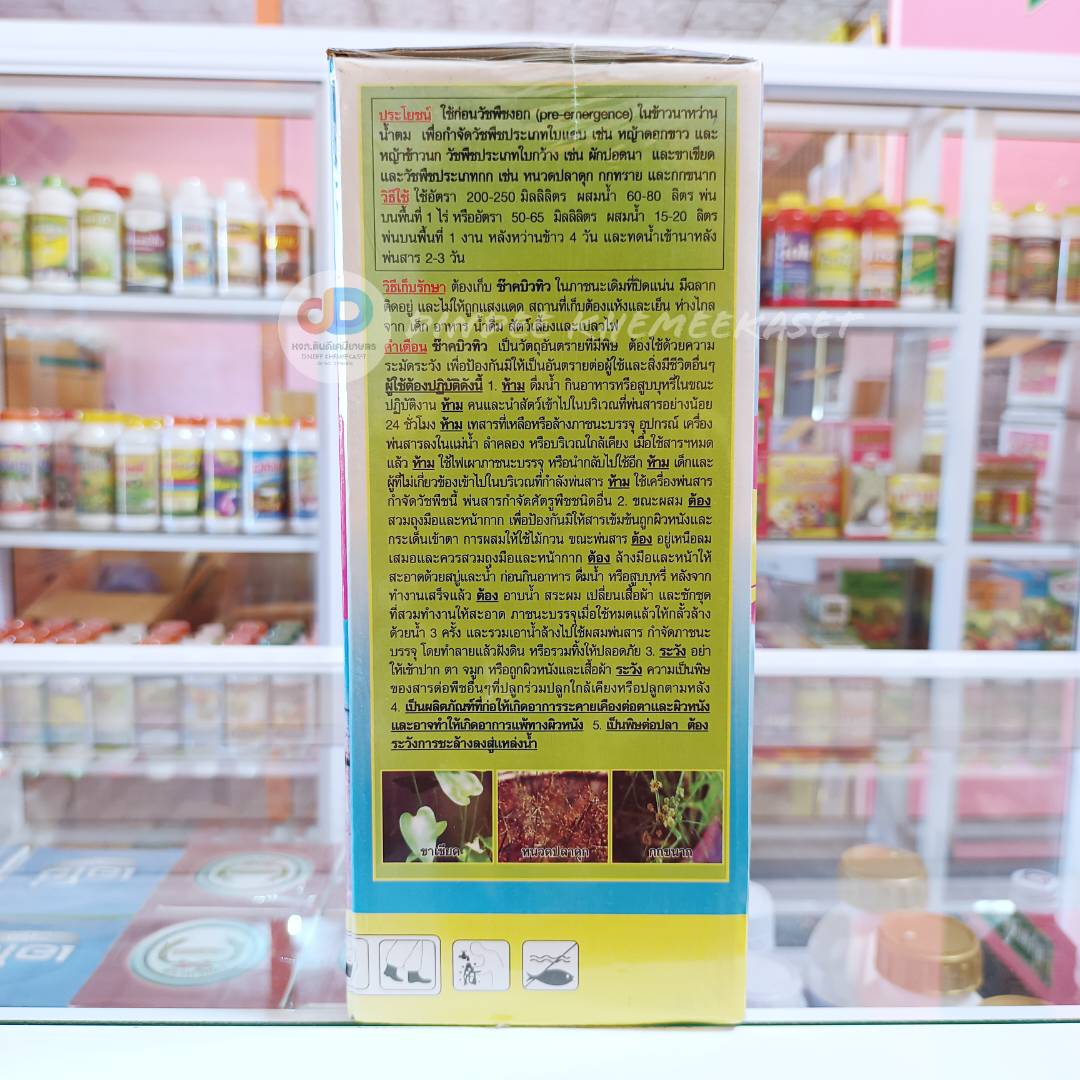 ประโยชน์ ใช้ก่อนวัชพืชงอก (pre-emergence) ในข้าวนาหว่าน
น้ำตม เพื่อกำจัดวัชพืชประเภทใบแคบ เช่น หญ้าดอกขาว และ
หญ้าข้าวนก วัชพืชประเภทใบกว้าง เช่น ผักปอดนา และขาเขียด
และวัชพืชประเภทกก เช่น หนวดปลาดุก กกทราย และกกขนาก
วิธีใช้ ใช้อัตรา 200-250 มิลลิลิตร ผสมน้ำ 60-80 ลิตร พ่น
บนพื้นที่ 1 ไร่ หรืออัตรา 50-65 มิลลิลิตร ผสมน้ำ 15-20 ลิตร
พ่นบนพื้นที่ 1 งาน หลังหว่านข้าว 4 วัน และทดน้ำเข้านาหลัง
พ่นสาร 2-3 วัน
วิธีเก็บรักษา ต้องเก็บ ช๊าคบิวทิว ในภาชนะเดิมที่ปิดแน่น มีฉลาก
ติดอยู่ และไม่ให้ถูกแสงแดด สถานที่เก็บต้องแห้งและเย็น ห่างไกล
จาก เด็ก อาหาร น้ำดื่ม สัตว์เลี้ยงและเปลวไฟ
คำเตือน ช๊าคบิวทิว เป็นวัตถุอันตรายที่มีพิษ ต้องใช้ด้วยความ
ระมัดระวัง เพื่อป้องกันมิให้เป็นอันตรายต่อผู้ใช้และสิ่งมีชีวิตอื่นๆ
ผู้ใช้ต้องปฏิบัติดังนี้ 1. ห้าม ดื่มน้ำ กินอาหารหรือสูบบุหรี่ในขณะ
ปฏิบัติงาน ห้าม คนและนำสัตว์เข้าไปในบริเวณที่พ่นสารอย่างน้อย
24 ชั่วโมง ห้าม เทสารที่เหลือหรือล้างภาชนะบรรจุ อุปกรณ์ เครื่อง
พ่นสารลงในแม่น้ำ ลำคลอง หรือบริเวณใกล้เคียง เมื่อใช้สารฯหมด
แล้ว ห้าม ใช้ไฟเผาภาชนะบรรจุ หรือนำกลับไปใช้อีก ห้าม เด็กและ
ผู้ที่ไม่เกี่ยวข้องเข้าไปในบริเวณที่กำลังพ่นสาร ห้าม ใช้เครื่องพ่นสาร
กำจัดวัชพืชนี้ พ่นสารกำจัดศัตรูพืชชนิดอื่น 2. ขณะผสม ต้อง
สวมถุงมือและหน้ากาก เพื่อป้องกันมิให้สารเข้มข้นถูกผิวหนังและ
กระเด็นเข้าตา การผสมให้ใช้ไม้กวน ขณะพ่นสาร ต้อง อยู่เหนือลม
เสมอและควรสวมถุงมือและหน้ากาก ต้อง ล้างมือและหน้าให้
สะอาดด้วยสบู่และน้ำ ก่อนกินอาหาร ดื่มน้ำ หรือสูบบุหรี่ หลังจาก
ทำงานเสร็จแล้ว ต้อง อาบน้ำ สระผม เปลี่ยนเสื้อผ้า และซักชุด
ที่สวมทำงานให้สะอาด ภาชนะบรรจุเมื่อใช้หมดแล้วให้กลั้วล้าง
ด้วยน้ำ 3 ครั้ง และรวมเอาน้ำล้างไปใช้ผสมพ่นสาร กำจัดภาชนะ
บรรจุ โดยทำลายแล้วฝังดิน หรือรวมทิ้งให้ปลอดภัย 3. ระวัง อย่า
ให้เข้าปาก ตา จมูก หรือถูกผิวหนังและเสื้อผ้า ระวัง ความเป็นพิษ
ของสารต่อพืชอื่นๆที่ปลูกร่วมปลูกใกล้เคียงหรือปลูกตามหลัง
4. เป็นผลิตภัณฑ์ที่ก่อให้เกิดอาการระคายเคืองต่อตาและผิวหนัง
และอาจทำให้เกิดอาการแพ้ทางผิวหนัง 5. เป็นพิษต่อปลา ต้อง
ระวังการชะล้างลงสู่แหล่งน้ำ
ขาเขียด
หนวดปลาดุก
กกขนาก
หจก.ดินดีเคมีเกษตร
DINDEE KHEMEEKASET